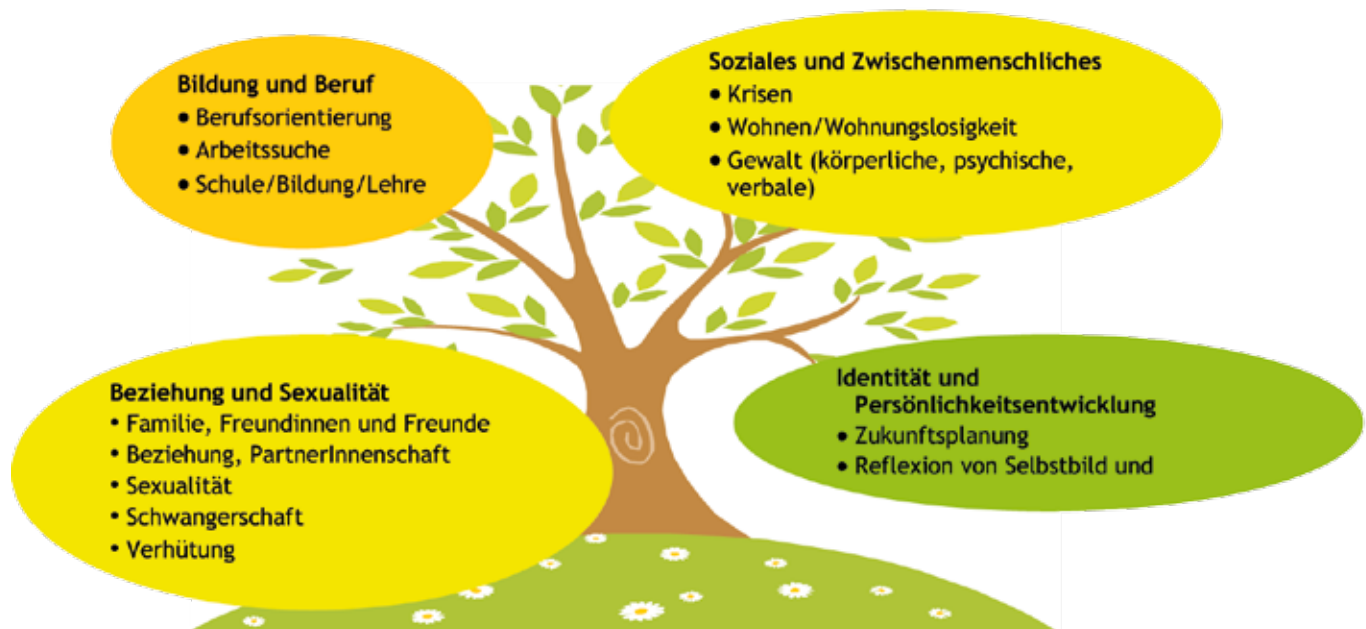 Bildung und Beruf
• Berufsorientierung
• Arbeitssuche
• Schule/Bildung/Lehre
Soziales und Zwischenmenschliches
• Krisen
• Wohnen/Wohnungslosigkeit
• Gewalt (körperliche, psychische,
verbale)
Beziehung und Sexualität
• Familie, Freundinnen und Freunde
• Beziehung, PartnerInnenschaft
• Sexualität
• Schwangerschaft
• Verhütung
Identität und
Persönlichkeitsentwicklung
• Zukunftsplanung
• Reflexion von Selbstbild und